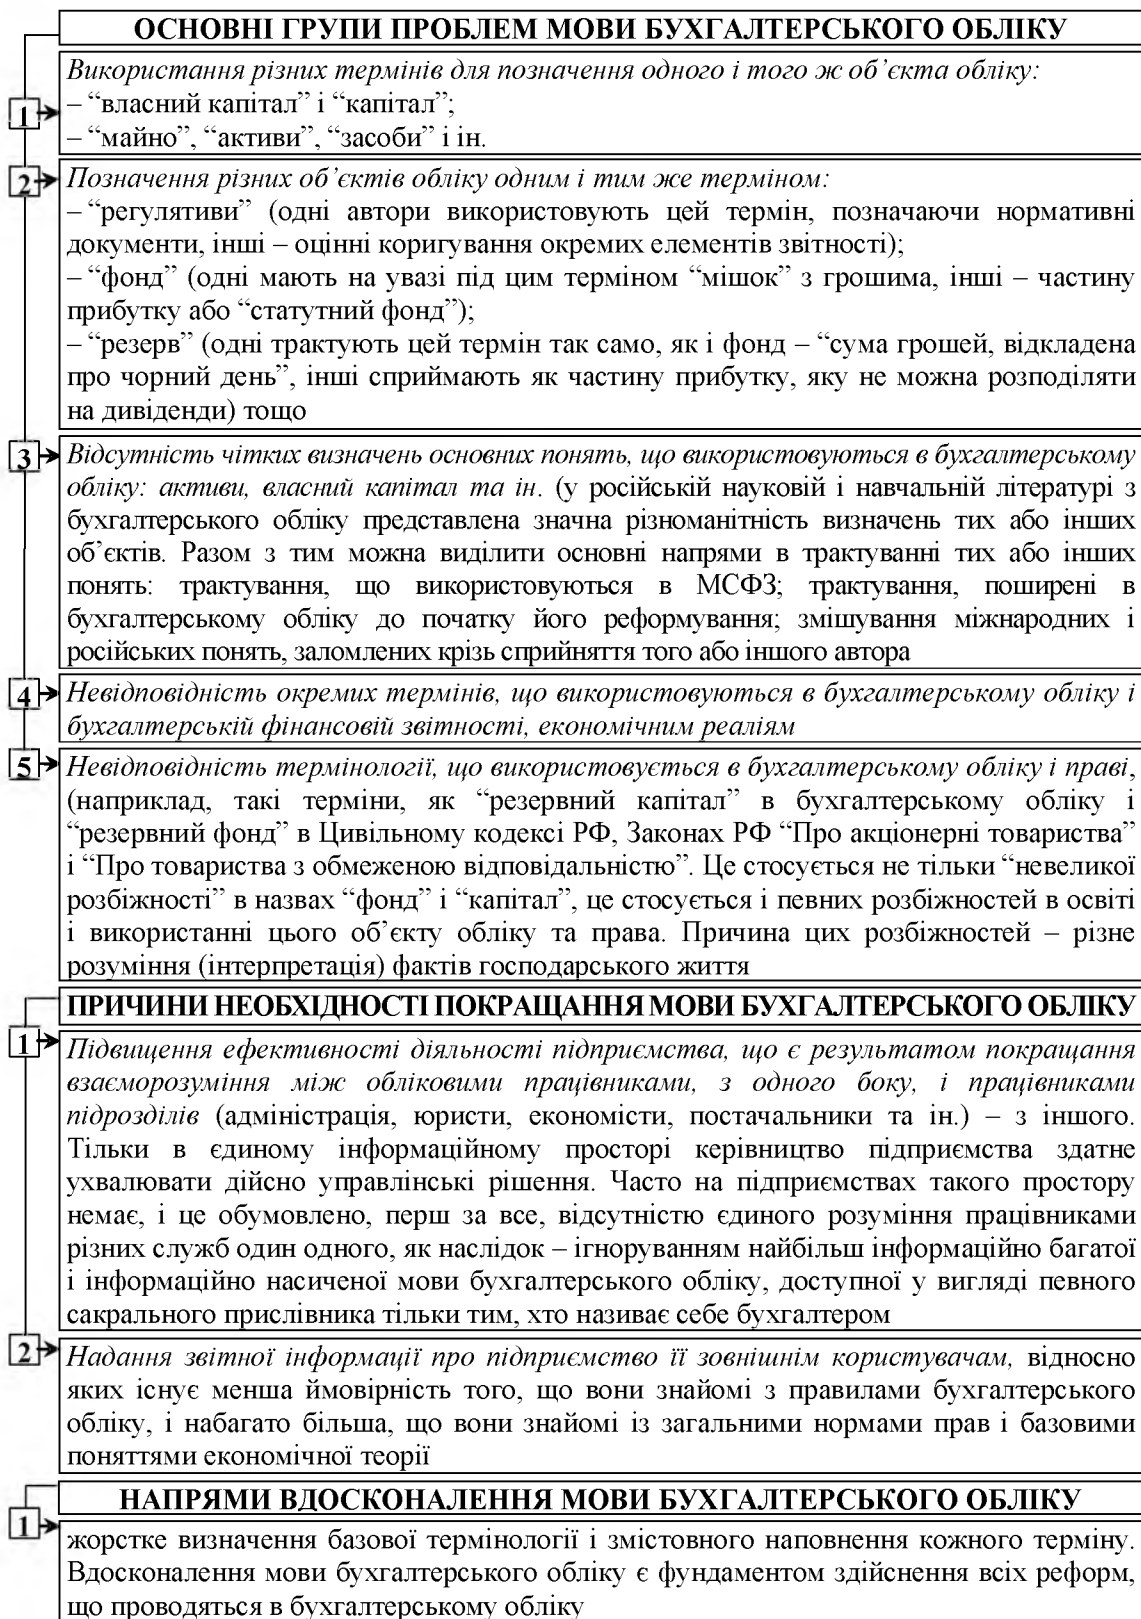 ОСНОВНІ ГРУПИ ПРОБЛЕМ МОВИ БУХГАЛТЕРСЬКОГО ОБЛІКУ
1
Використання різних термінів для позначення одного і того ж об’єкта обліку:
– “власний капітал” і “капітал”;
– “майно”, “активи”, “засоби” і ін.
2
Позначення різних об’єктів обліку одним і тим же терміном:
– “регулятиви” (одні автори використовують цей термін, позначаючи нормативні
документи, інші – оцінні коригування окремих елементів звітності);
– “фонд” (одні мають на увазі під цим терміном “мішок” з грошима, інші – частину
прибутку або “статутний фонд”);
– “резерв” (одні трактують цей термін так само, як і фонд – “сума грошей, відкладена
про чорний день”, інші сприймають як частину прибутку, яку не можна розподіляти
на дивіденди) тощо
3
Відсутність чітких визначень основних понять, що використовуються в бухгалтерському
обліку: активи, власний капітал та ін. (у російській науковій і навчальній літературі з
бухгалтерського обліку представлена значна різноманітність визначень тих або інших
об’єктів. Разом з тим можна виділити основні напрями в трактуванні тих або інших
понять: трактування, що використовуються в МСФЗ; трактування, поширені в
бухгалтерському обліку до початку його реформування; змішування міжнародних і
російських понять, заломлених крізь сприйняття того або іншого автора
4
Невідповідність окремих термінів, що використовуються в бухгалтерському обліку і
бухгалтерській фінансовій звітності, економічним реаліям
5
Невідповідність термінології, що використовується в бухгалтерському обліку і праві,
(наприклад, такі терміни, як “резервний капітал” в бухгалтерському обліку і
“резервний фонд” в Цивільному кодексі РФ, Законах РФ “Про акціонерні товариства”
і “Про товариства з обмеженою відповідальністю”. Це стосується не тільки “невеликої
розбіжності” в назвах “фонд” і “капітал”, це стосується і певних розбіжностей в освіті
і використанні цього об’єкту обліку та права. Причина цих розбіжностей – різне
розуміння (інтерпретація) фактів господарського життя
ПРИЧИНИ НЕОБХІДНОСТІ ПОКРАЩАННЯ МОВИ БУХГАЛТЕРСЬКОГО ОБЛІКУ
1
Підвищення ефективності діяльності підприємства, що є результатом покращання
взаєморозуміння між обліковими працівниками, з одного боку, і працівниками
підрозділів (адміністрація, юристи, економісти, постачальники та ін.) – з іншого.
Тільки в єдиному інформаційному просторі керівництво підприємства здатне
ухвалювати дійсно управлінські рішення. Часто на підприємствах такого простору
немає, і це обумовлено, перш за все, відсутністю єдиного розуміння працівниками
різних служб один одного, як наслідок – ігноруванням найбільш інформаційно багатої
і інформаційно насиченої мови бухгалтерського обліку, доступної у вигляді певного
сакрального прислівника тільки тим, хто називає себе бухгалтером
2
Надання звітної інформації про підприємство її зовнішнім користувачам, відносно
яких існує менша ймовірність того, що вони знайомі з правилами бухгалтерського
обліку, і набагато більша, що вони знайомі із загальними нормами прав і базовими
поняттями економічної теорії
НАПРЯМИ ВДОСКОНАЛЕННЯ МОВИ БУХГАЛТЕРСЬКОГО ОБЛІКУ
1
жорстке визначення базової термінології і змістовного наповнення кожного терміну.
Вдосконалення мови бухгалтерського обліку є фундаментом здійснення всіх реформ,
що проводяться в бухгалтерському обліку